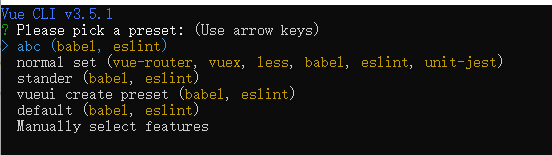 Vue CLI v3.5.1
? Please pick a preset: (Use arrow keys)
> abc (babel, eslint)
normal set (vue-router, vuex, less, babel, eslint, unit-jest)
stander (babel, eslint)
vueui create preset (babel, eslint)
default (babel, eslint)
Manually select features